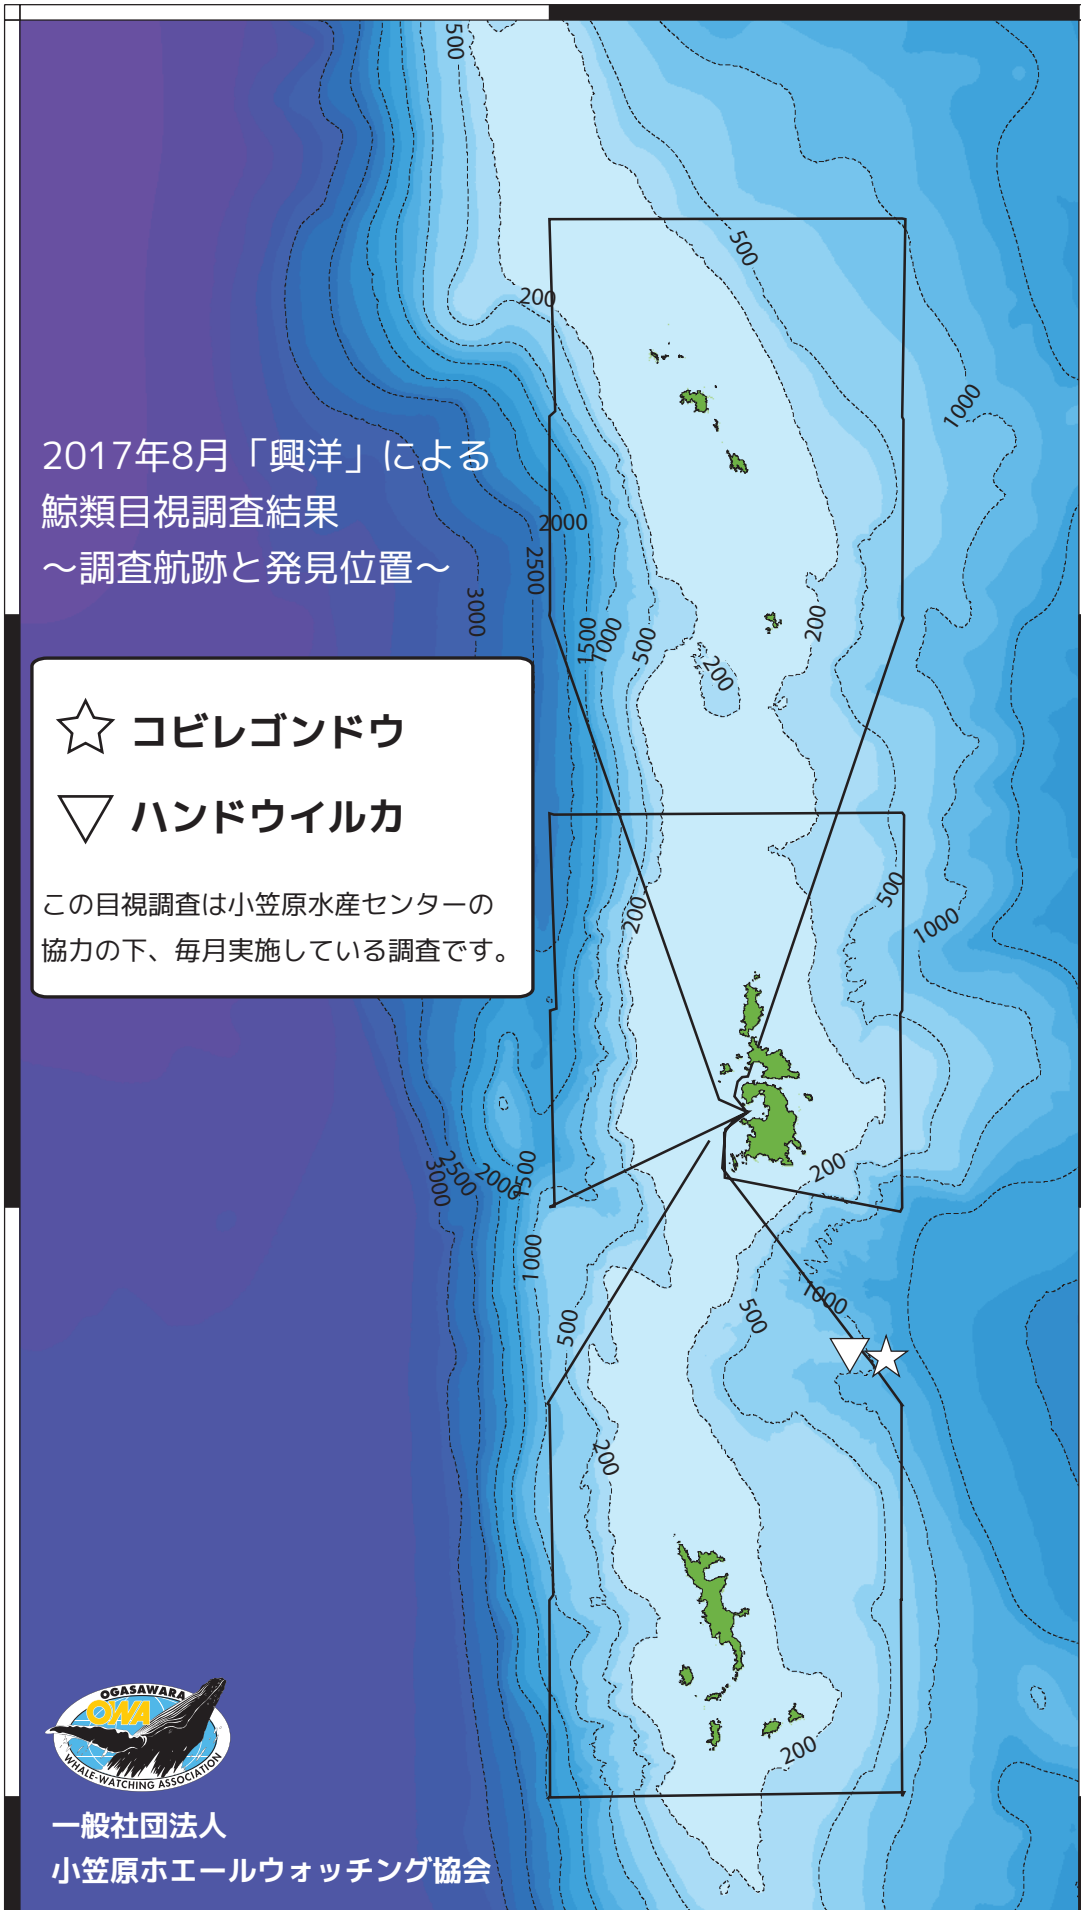 500
500
200
1000
2017年8月「興洋」による
鯨類目視調査結果
～調査航跡と発見位置～
2000
2500
3000
1500
1000
500
200
200
コビレゴンドウ
ハンドウイルカ
この目視調査は小笠原水産センターの
協力の下、毎月実施している調査です。
200
500
1000
3000
2500
2000
1500
200
1000
500
500
1000
200
200
OGASAWARA
OWA
WHALE-WATCHING ASSOCIATION
一般社団法人
小笠原ホエールウォッチング協会